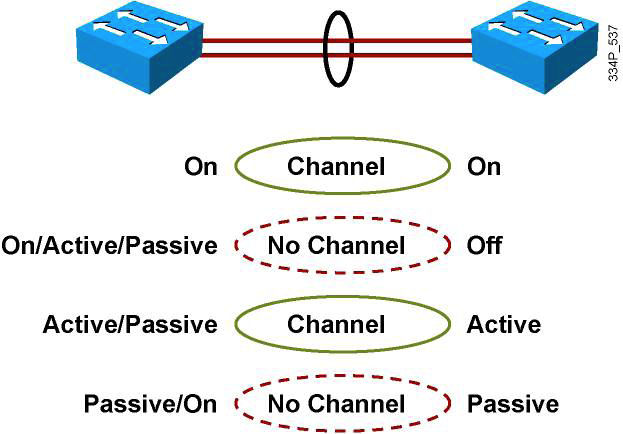 334P_537
On Channel On
On/Active/Passive No Channel Off
Active/Passive Channel Active
Passive/On No Channel Passive